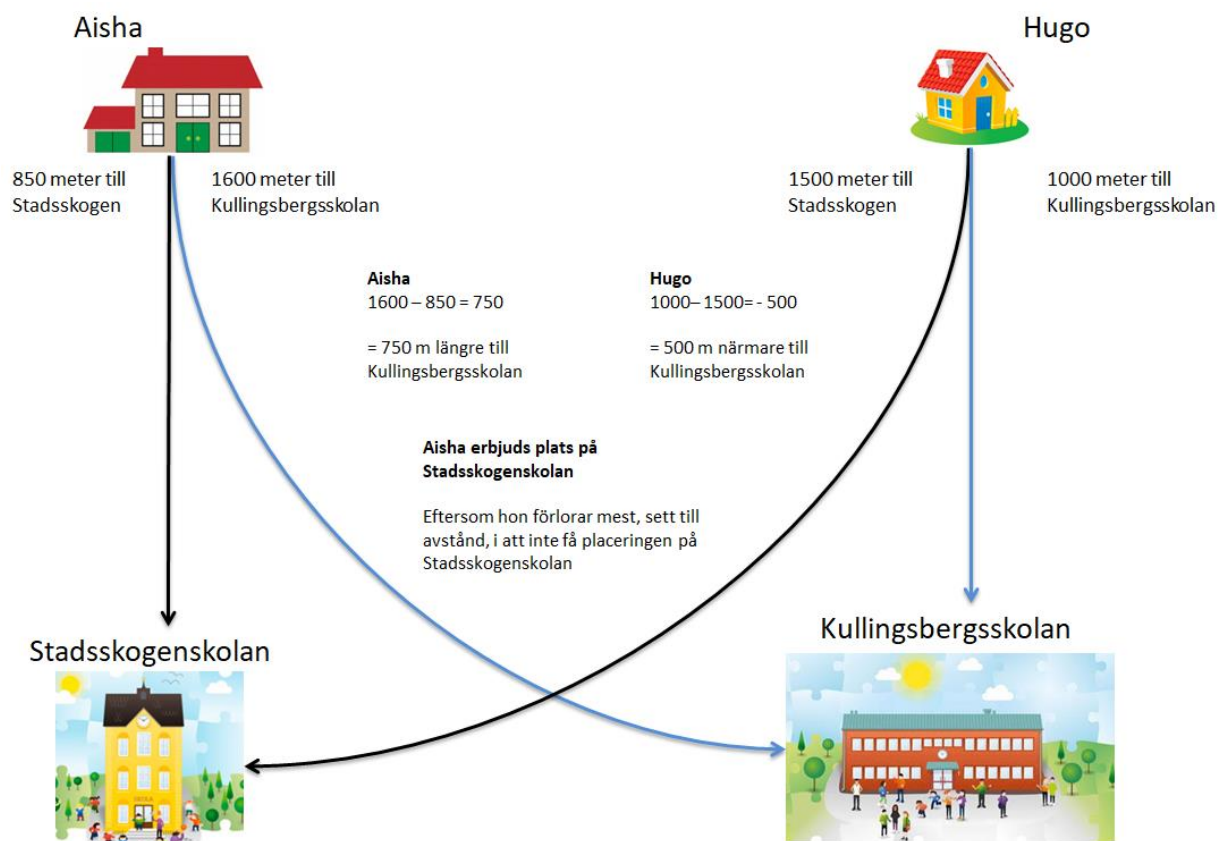 Aisha
Hugo
850 meter till
Stadsskogen
1600 meter till
Kullingsbergsskolan
1500 meter till
Stadsskogen
1000 meter till
Kullingsbergsskolan
Aisha
1600 – 850 = 750
= 750 m längre till
Kullingsbergsskolan
Hugo
1000– 1500= - 500
= 500 m närmare till
Kullingsbergsskolan
Aisha erbjuds plats på
Stadsskogenskolan
Eftersom hon förlorar mest, sett till
avstånd, i att inte få placeringen på
Stadsskogenskolan
Stadsskogenskolan
Kullingsbergsskolan
SKOLA